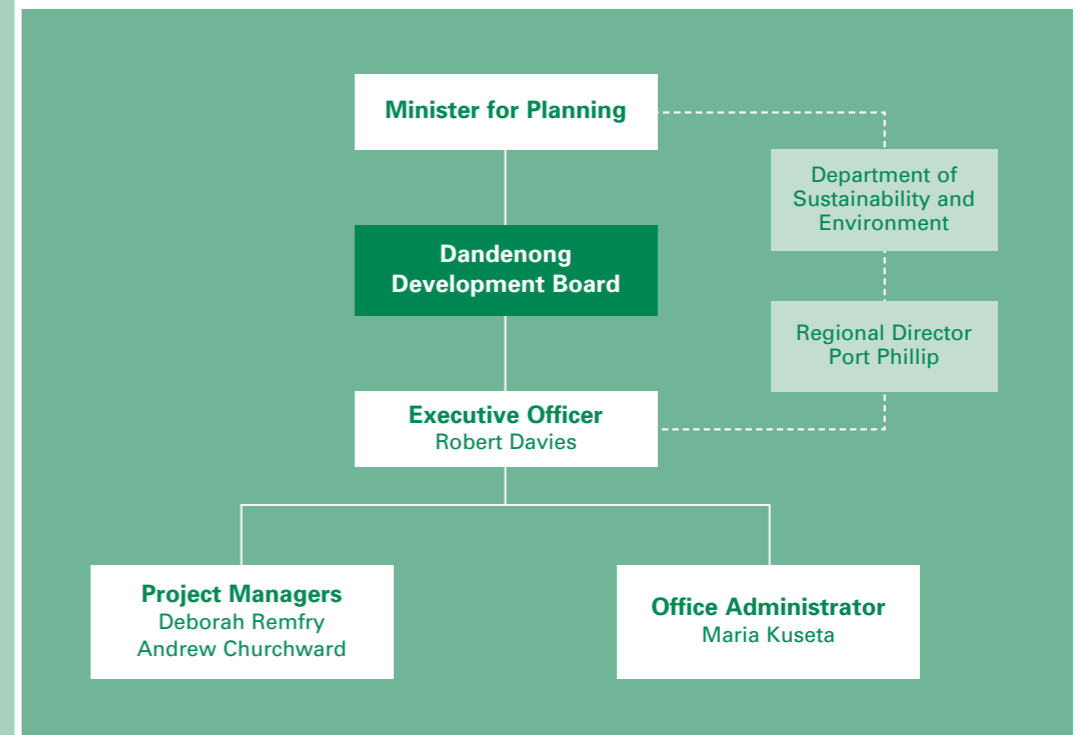 Minister for Planning
Department of
Sustainability and
Environment
Dandenong
Development Board
Regional Director
Port Phillip
Executive Officer
Robert Davies
Project Managers
Deborah Remfry
Andrew Churchward
Office Administrator
Maria Kuseta